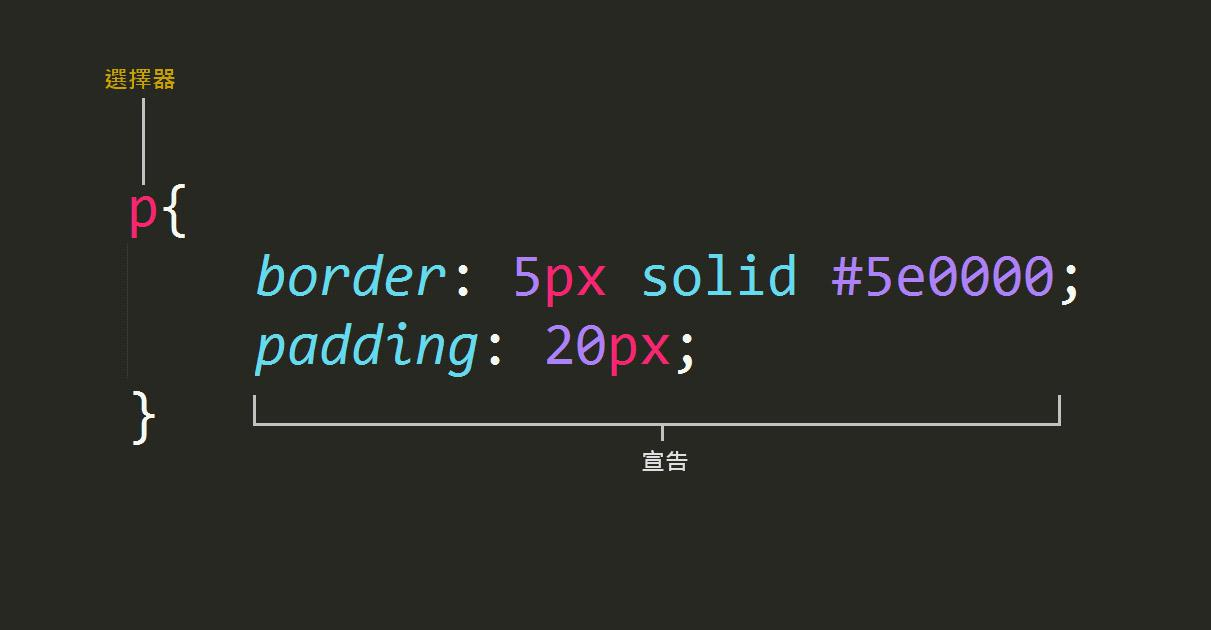 選擇器
p{
border: 5px solid #5e0000;
padding: 20px;
}
宣告